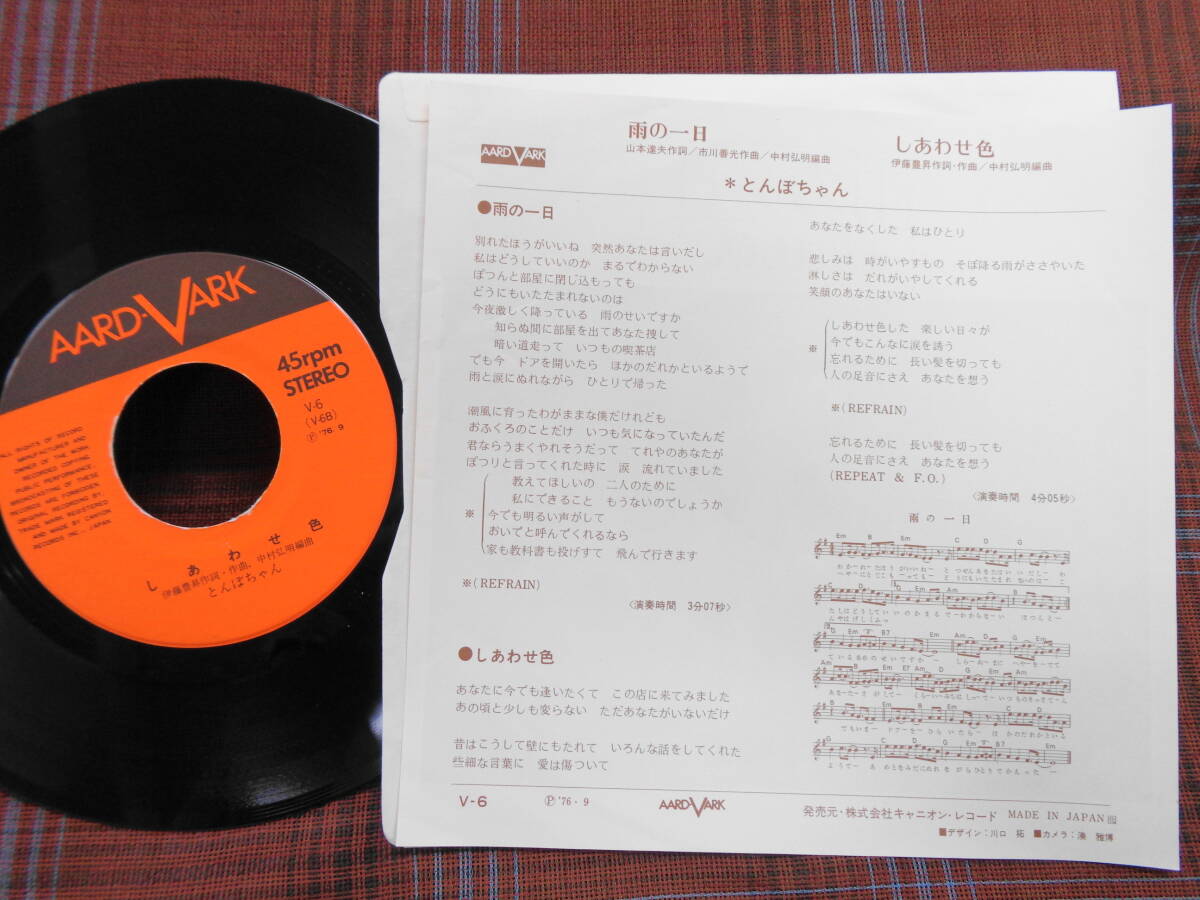 AARD-VARK
45rpm
STEREO
V-6
(V-6B)
Ⓟ '76. 9
ALL RIGHTS OF RECORD
MANUFACTURER AND
OWNER OF THE WORK
RECORDED COPYING
PUBLIC PERFORMANCE,
BROADCASTING OF THESE
RECORDS ARE FORBIDDEN
ORIGINAL RECORDING BY
TRADE MARK REGISTERED
AND MADE BY CANYON
RECORDS INC., JAPAN
しあわせ色
伊藤豊昇作詞・作曲, 中村弘明編曲
とんぼちゃん
AARD VARK
雨の一日
山本達夫作詞/市川善光作曲/中村弘明編曲
しあわせ色
伊藤豊昇作詞・作曲/中村弘明編曲
*とんぼちゃん
●雨の一日
別れたほうがいいね 突然あなたは言いだし
私はどうしていいのか まるでわからない
ぽつんと部屋に閉じ込もっても
どうにもいたたまれないのは
今夜激しく降っている 雨のせいですか
知らぬ間に部屋を出てあなた捜して
暗い道走って いつもの喫茶店
でも今 ドアを開いたら ほかのだれかといるようで
雨と涙にぬれながら ひとりで帰った
潮風に育ったわがままな僕だけれども
おふくろのことだけ いつも気になっていたんだ
君ならうまくやれそうだって てれやのあなたが
ぽつりと言ってくれた時に 涙 流れていました
教えてほしいの 二人のために
私にできること もうないのでしょうか
※
今でも明るい声がして
おいでと呼んでくれるなら
家も教科書も投げすて 飛んで行きます
※(REFRAIN)
〈演奏時間 3分07秒〉
●しあわせ色
あなたに今でも逢いたくて この店に来てみました
あの頃と少しも変らない ただあなたがいないだけ
昔はこうして壁にもたれて いろんな話をしてくれた
些細な言葉に 愛は傷ついて
あなたをなくした 私はひとり
悲しみは 時がいやすもの そぼ降る雨がささやいた
淋しさは だれがいやしてくれる
笑顔のあなたはいない
しあわせ色した 楽しい日々が
※
今でもこんなに涙を誘う
忘れるために 長い髪を切っても
人の足音にさえ あなたを想う
※(REFRAIN)
忘れるために 長い髪を切っても
人の足音にさえ あなたを想う
(REPEAT & F.O.)
〈演奏時間 4分05秒〉
雨の一日
V-6
Ⓟ '76・9
AARD VARK
発売元・株式会社キャニオン・レコード MADE IN JAPAN
■デザイン:川口 拓 ■カメラ:湊 雅博